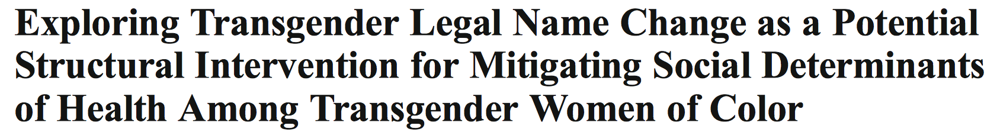 Exploring Transgender Legal Name Change as a Potential
Structural Intervention for Mitigating Social Determinants
of Health Among Transgender Women of Color